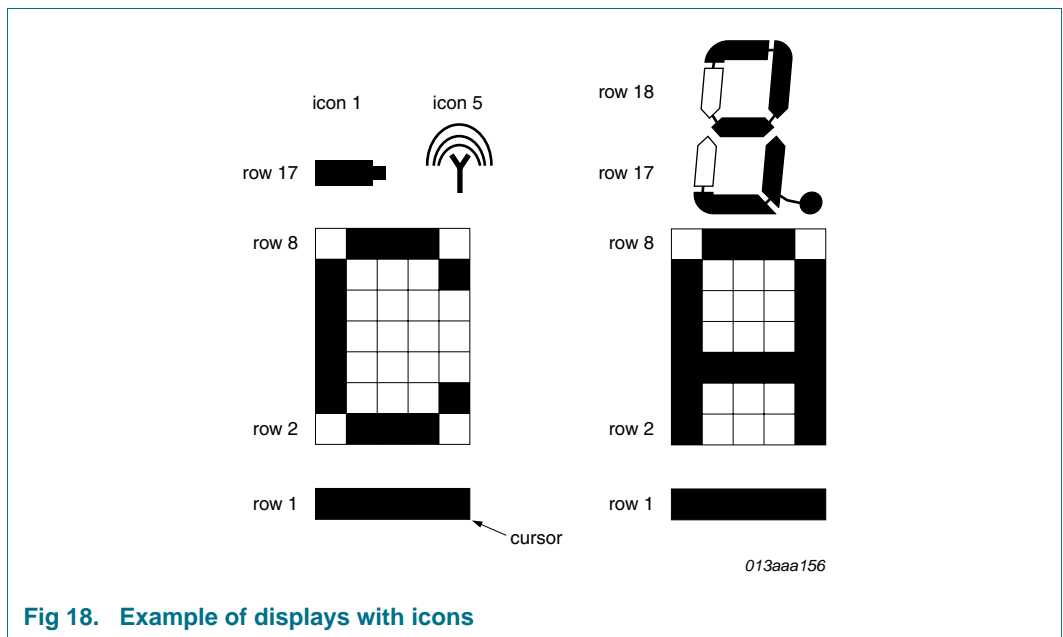 icon 1
icon 5
row 17
row 8
row 2
row 1
cursor
row 18
row 17
row 8
row 2
row 1
013aaa156
Fig 18. Example of displays with icons